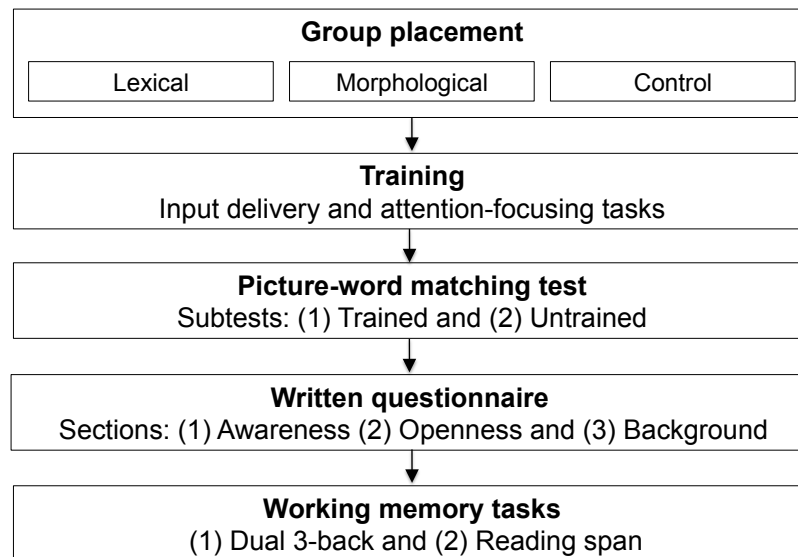 Group placement
Lexical Morphological Control
Training
Input delivery and attention-focusing tasks
Picture-word matching test
Subtests: (1) Trained and (2) Untrained
Written questionnaire
Sections: (1) Awareness (2) Openness and (3) Background
Working memory tasks
(1) Dual 3-back and (2) Reading span